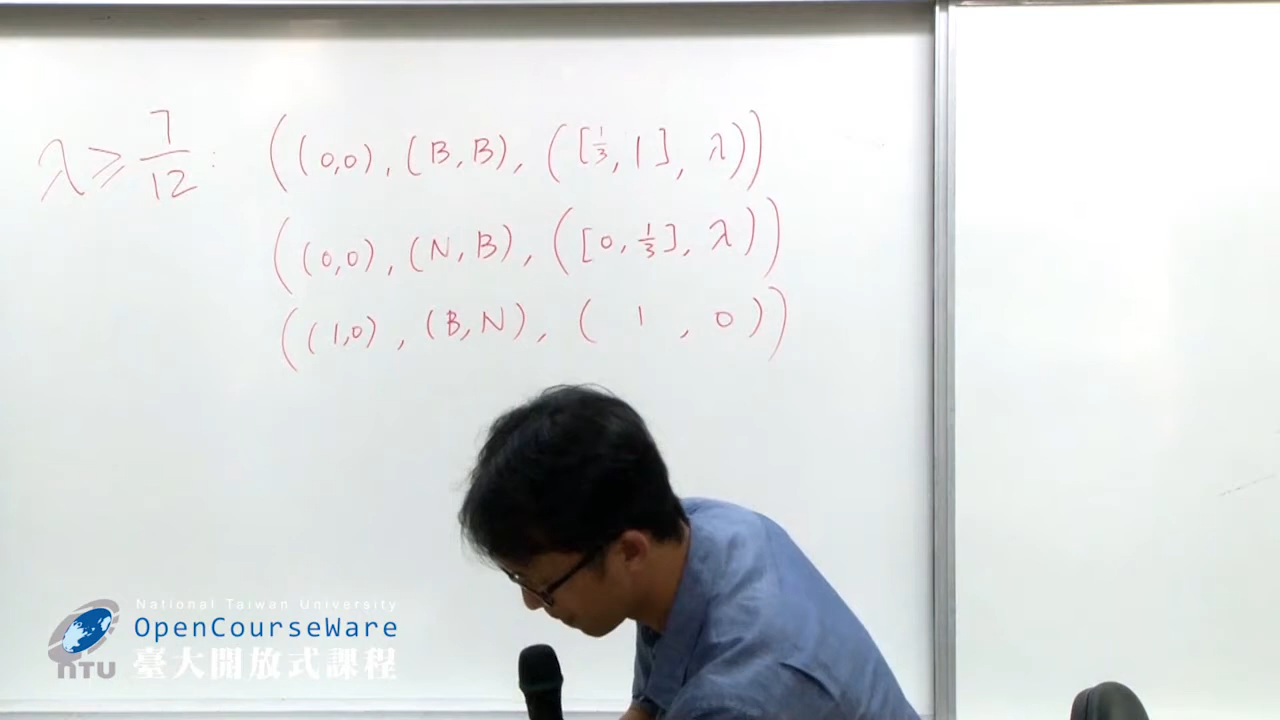 λ ≥ 7/12 : ((0,0), (B,B), ([1/3, 1], λ))
((0,0), (N,B), ([0, 1/3], λ))
((1,0), (B,N), (1, 0))
National Taiwan University
OpenCourseWare
NTU 臺大開放式課程